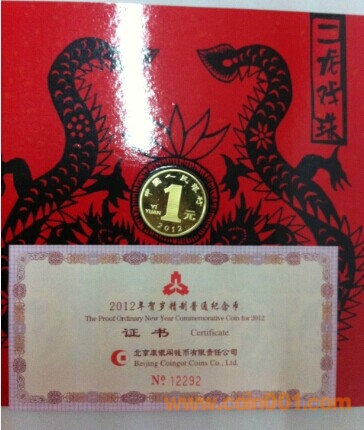 二龙戏珠
中国人民银行
1
YI
YUAN
元
2012
2012年贺岁精制普通纪念币
The Proof Ordinary New Year Commemorative Coin for 2012
证书 Certificate
北京康银阁钱币有限责任公司
Beijing Coingot Coins Co., Ltd.
No 12292